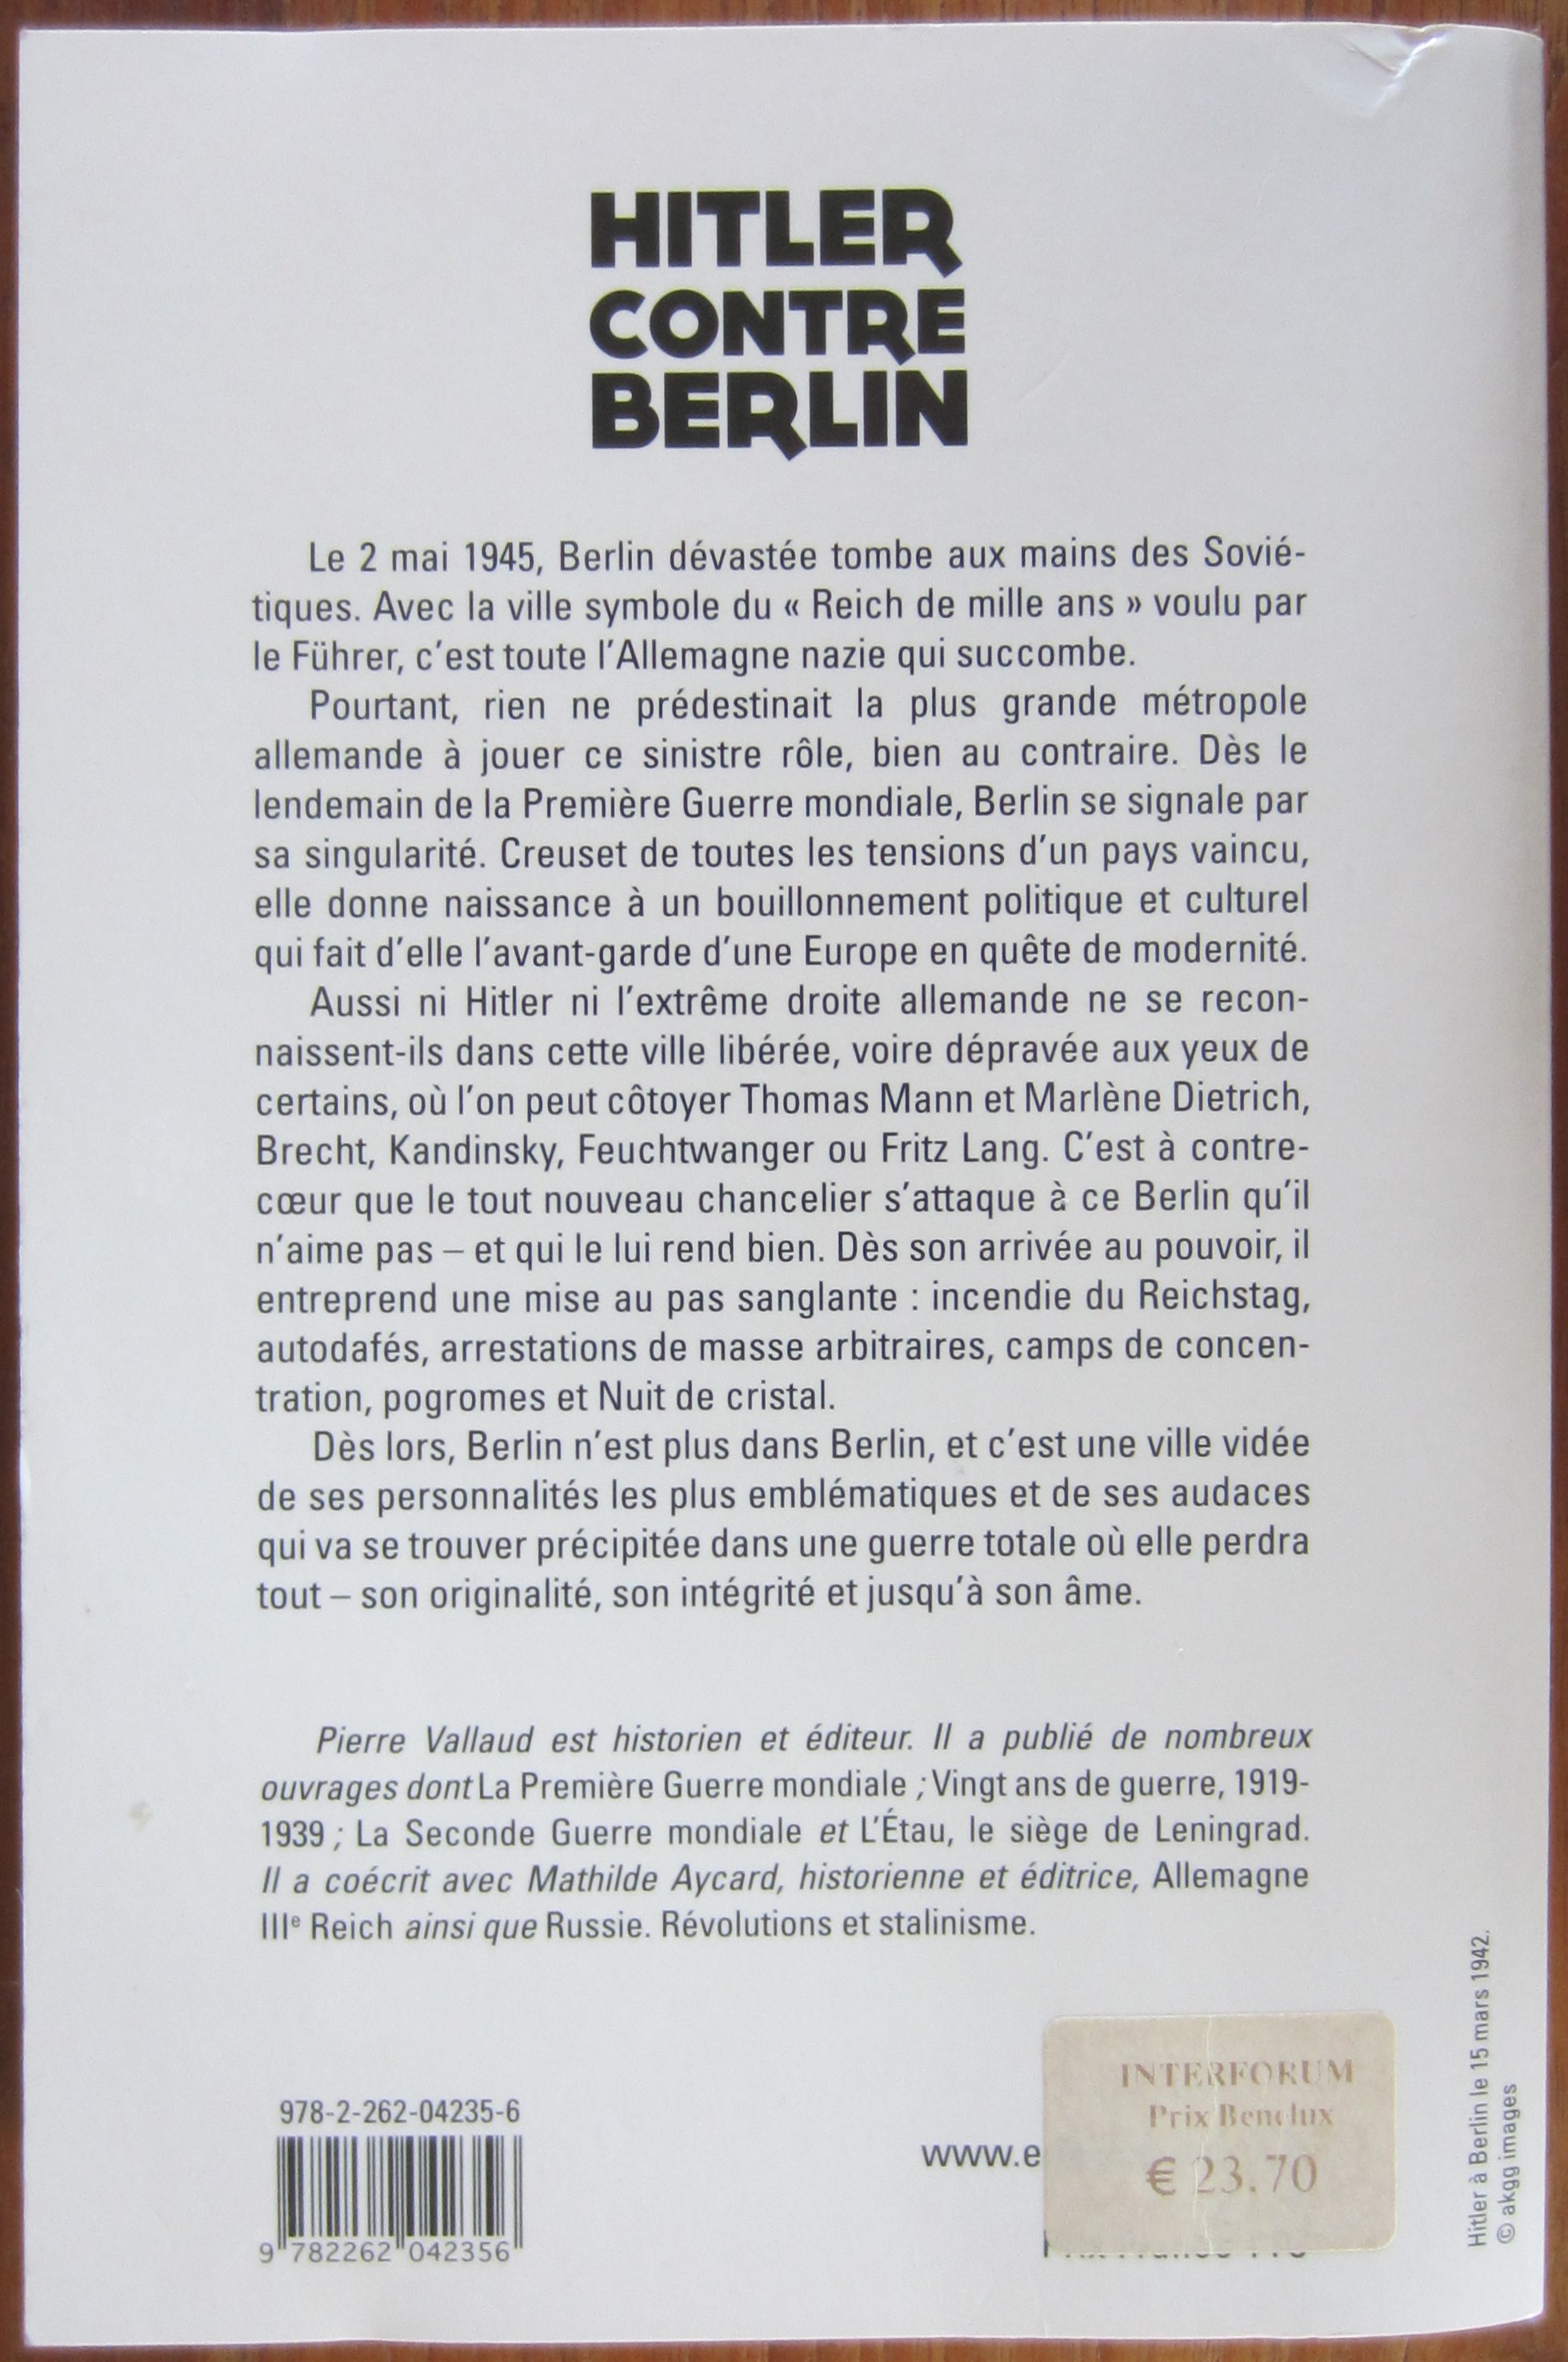 HITLER
CONTRE
BERLIN
Le 2 mai 1945, Berlin dévastée tombe aux mains des Sovié-
tiques. Avec la ville symbole du « Reich de mille ans » voulu par
le Führer, c'est toute l'Allemagne nazie qui succombe.
Pourtant, rien ne prédestinait la plus grande métropole
allemande à jouer ce sinistre rôle, bien au contraire. Dès le
lendemain de la Première Guerre mondiale, Berlin se signale par
sa singularité. Creuset de toutes les tensions d'un pays vaincu,
elle donne naissance à un bouillonnement politique et culturel
qui fait d'elle l'avant-garde d'une Europe en quête de modernité.
Aussi ni Hitler ni l'extrême droite allemande ne se recon-
naissent-ils dans cette ville libérée, voire dépravée aux yeux de
certains, où l'on peut côtoyer Thomas Mann et Marlène Dietrich,
Brecht, Kandinsky, Feuchtwanger ou Fritz Lang. C'est à contre-
cœur que le tout nouveau chancelier s'attaque à ce Berlin qu'il
n'aime pas – et qui le lui rend bien. Dès son arrivée au pouvoir, il
entreprend une mise au pas sanglante : incendie du Reichstag,
autodafés, arrestations de masse arbitraires, camps de concen-
tration, pogromes et Nuit de cristal.
Dès lors, Berlin n'est plus dans Berlin, et c'est une ville vidée
de ses personnalités les plus emblématiques et de ses audaces
qui va se trouver précipitée dans une guerre totale où elle perdra
tout – son originalité, son intégrité et jusqu'à son âme.
Pierre Vallaud est historien et éditeur. Il a publié de nombreux
ouvrages dont La Première Guerre mondiale ; Vingt ans de guerre, 1919-
1939 ; La Seconde Guerre mondiale et L'Étau, le siège de Leningrad.
Il a coécrit avec Mathilde Aycard, historienne et éditrice, Allemagne
IIIe Reich ainsi que Russie. Révolutions et stalinisme.
978-2-262-04235-6
9 782262 042356
www.e
INTERFORUM
Prix Benelux
€ 23.70
Hitler à Berlin le 15 mars 1942.
© akgg images